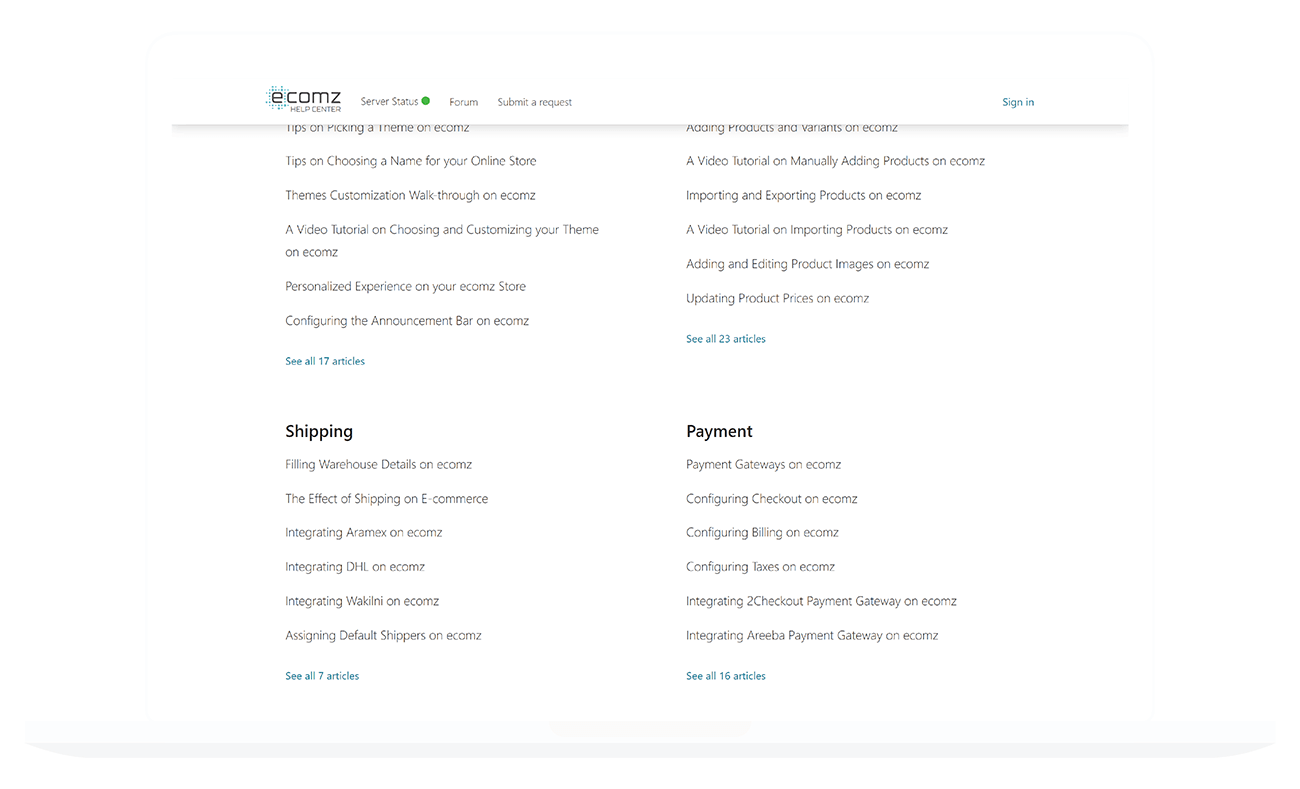 ecomz
HELP CENTER
Server Status
Forum
Submit a request
Sign in
Tips on Picking a Theme on ecomz
Tips on Choosing a Name for your Online Store
Themes Customization Walk-through on ecomz
A Video Tutorial on Choosing and Customizing your Theme
on ecomz
Personalized Experience on your ecomz Store
Configuring the Announcement Bar on ecomz
See all 17 articles
Adding Products and Variants on ecomz
A Video Tutorial on Manually Adding Products on ecomz
Importing and Exporting Products on ecomz
A Video Tutorial on Importing Products on ecomz
Adding and Editing Product Images on ecomz
Updating Product Prices on ecomz
See all 23 articles
Shipping
Filling Warehouse Details on ecomz
The Effect of Shipping on E-commerce
Integrating Aramex on ecomz
Integrating DHL on ecomz
Integrating Wakilni on ecomz
Assigning Default Shippers on ecomz
See all 7 articles
Payment
Payment Gateways on ecomz
Configuring Checkout on ecomz
Configuring Billing on ecomz
Configuring Taxes on ecomz
Integrating 2Checkout Payment Gateway on ecomz
Integrating Areeba Payment Gateway on ecomz
See all 16 articles